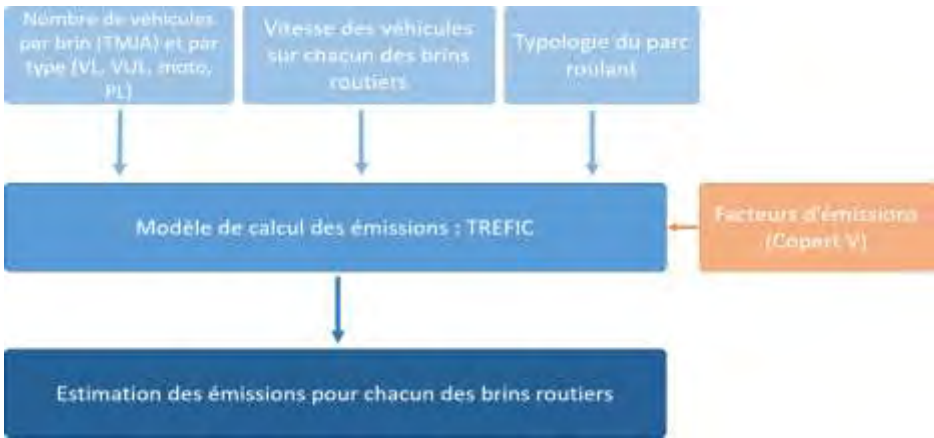 Nombre de véhicules
par brin (TMJA) et par
type (VL, VUL, moto,
PL)
Vitesse des véhicules
sur chacun des brins
routiers
Typologie du parc
roulant
Modèle de calcul des émissions : TREFIC
Facteurs d'émissions
(Copert V)
Estimation des émissions pour chacun des brins routiers